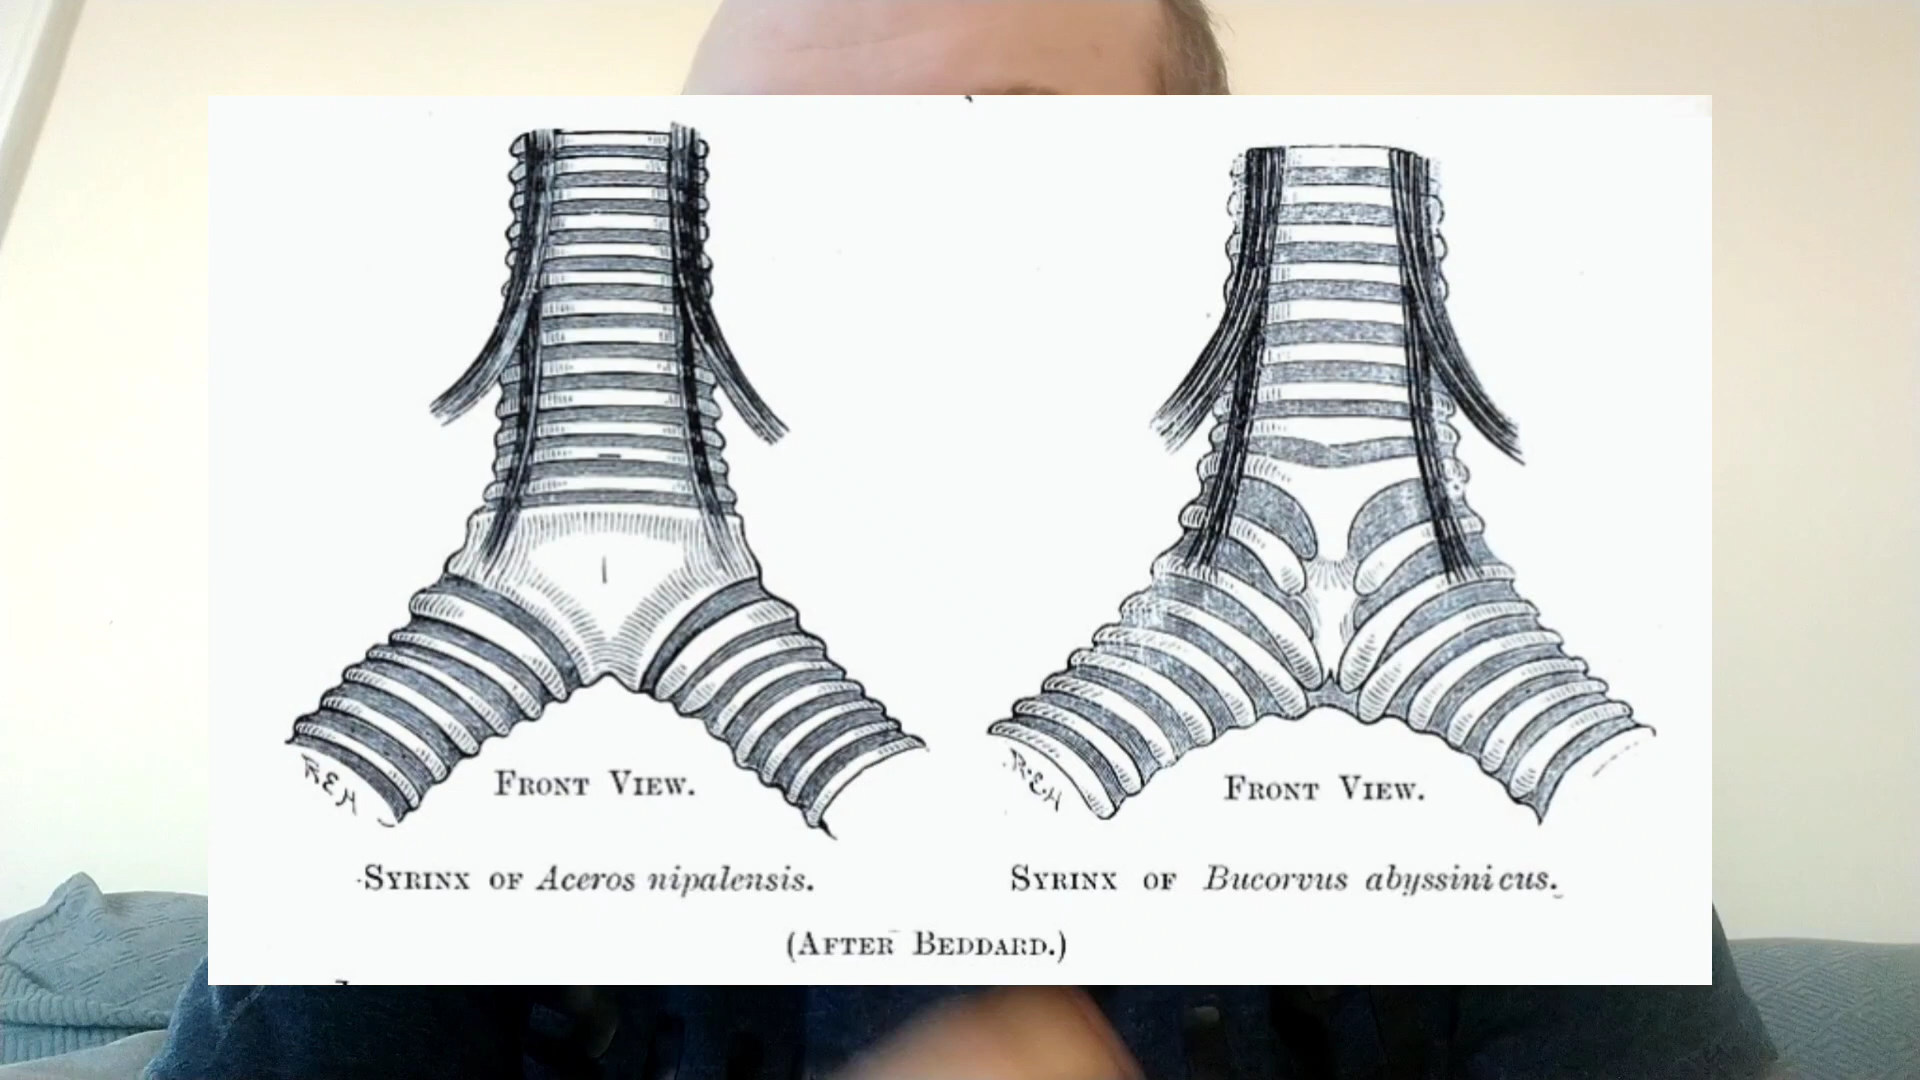 R.E.H
FRONT VIEW.
R.E.H
FRONT VIEW.
SYRINX OF Aceros nipalensis.
SYRINX OF Bucorvus abyssinicus.
(AFTER BEDDARD.)